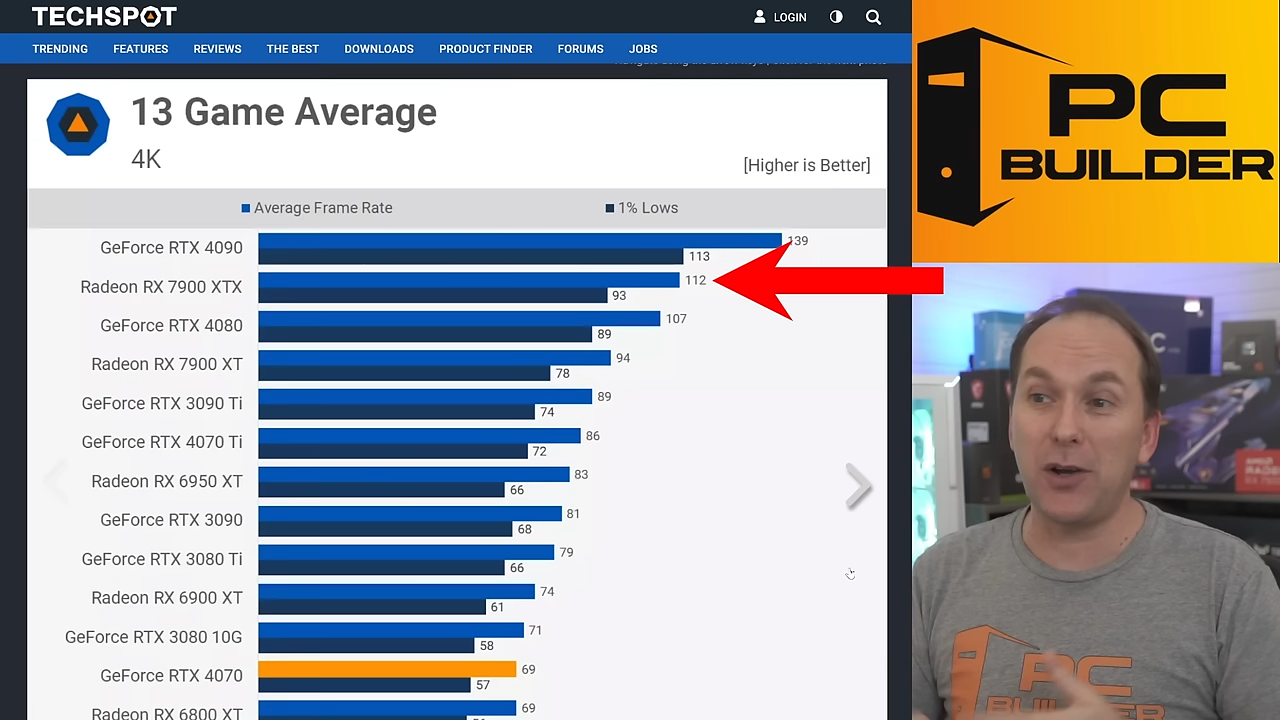 TECHSPOT
LOGIN
TRENDING FEATURES REVIEWS THE BEST DOWNLOADS PRODUCT FINDER FORUMS JOBS
13 Game Average
4K
[Higher is Better]
Average Frame Rate 1% Lows
GeForce RTX 4090 139 113
Radeon RX 7900 XTX 112 93
GeForce RTX 4080 107 89
Radeon RX 7900 XT 94 78
GeForce RTX 3090 Ti 89 74
GeForce RTX 4070 Ti 86 72
Radeon RX 6950 XT 83 66
GeForce RTX 3090 81 68
GeForce RTX 3080 Ti 79 66
Radeon RX 6900 XT 74 61
GeForce RTX 3080 10G 71 58
GeForce RTX 4070 69 57
Radeon RX 6800 XT 69
PC
BUILDER
PC
BUILDER